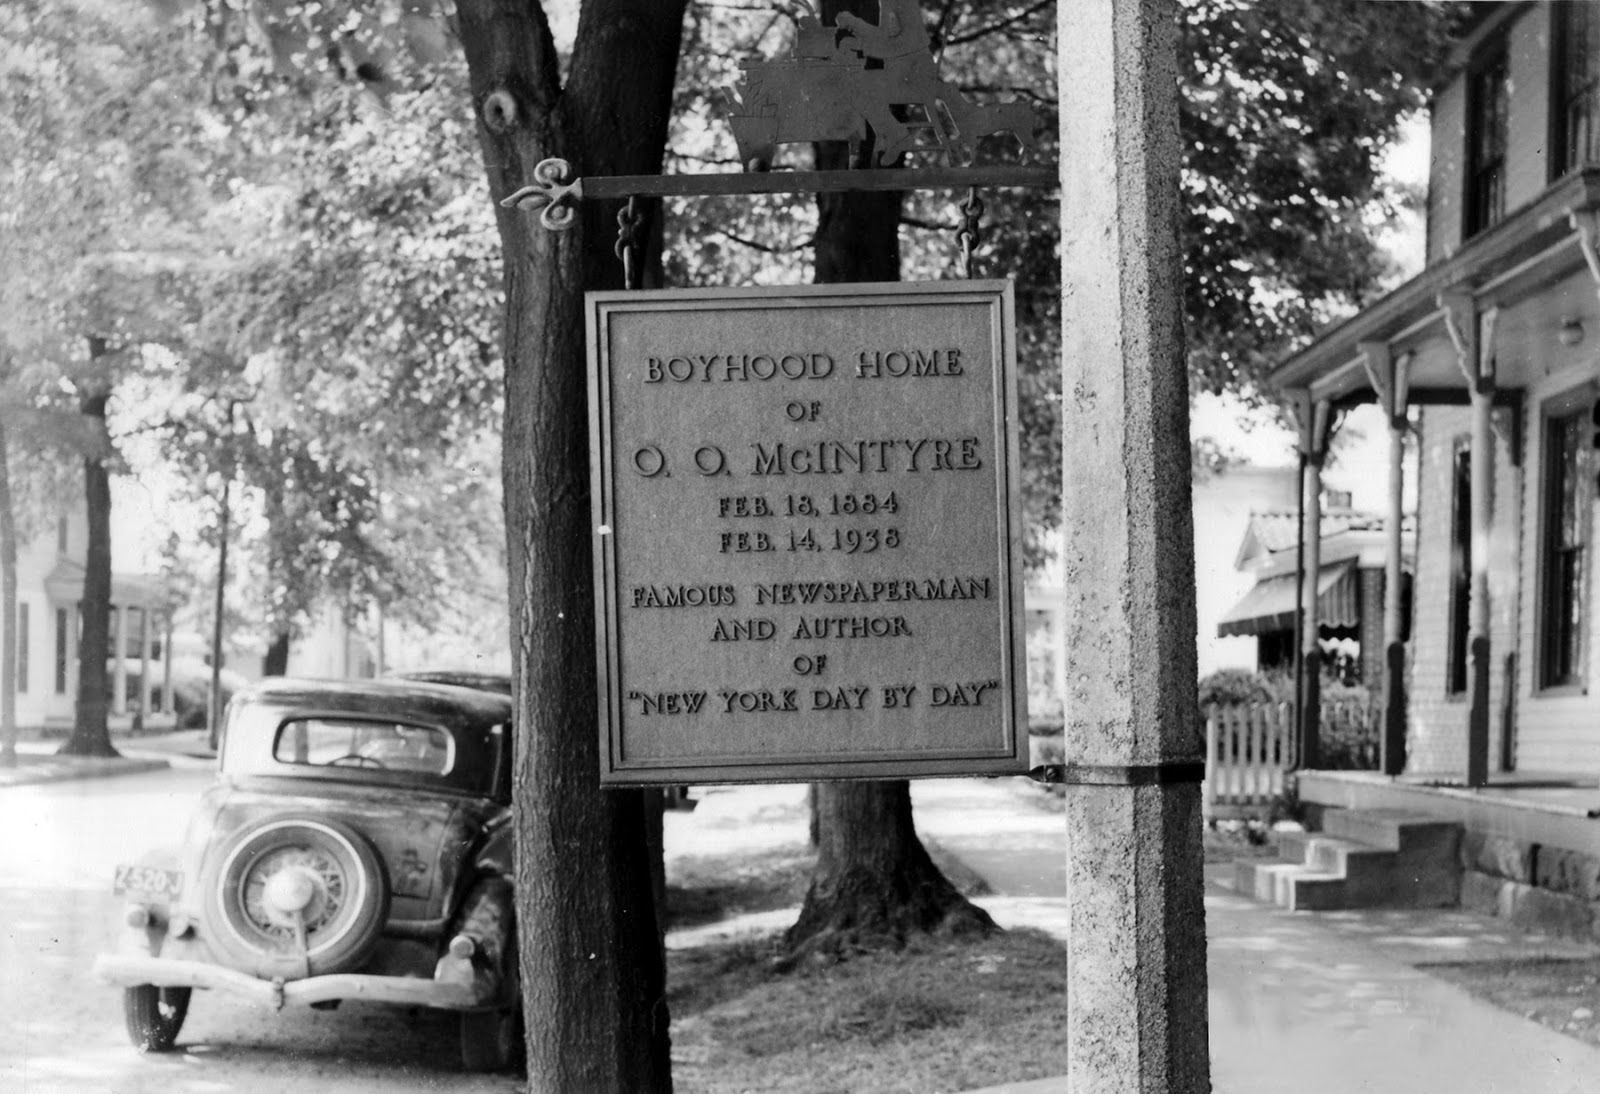 BOYHOOD HOME
OF
O. O. McINTYRE
FEB. 18, 1884
FEB. 14, 1938
FAMOUS NEWSPAPERMAN
AND AUTHOR
OF
"NEW YORK DAY BY DAY"
Z-520-J